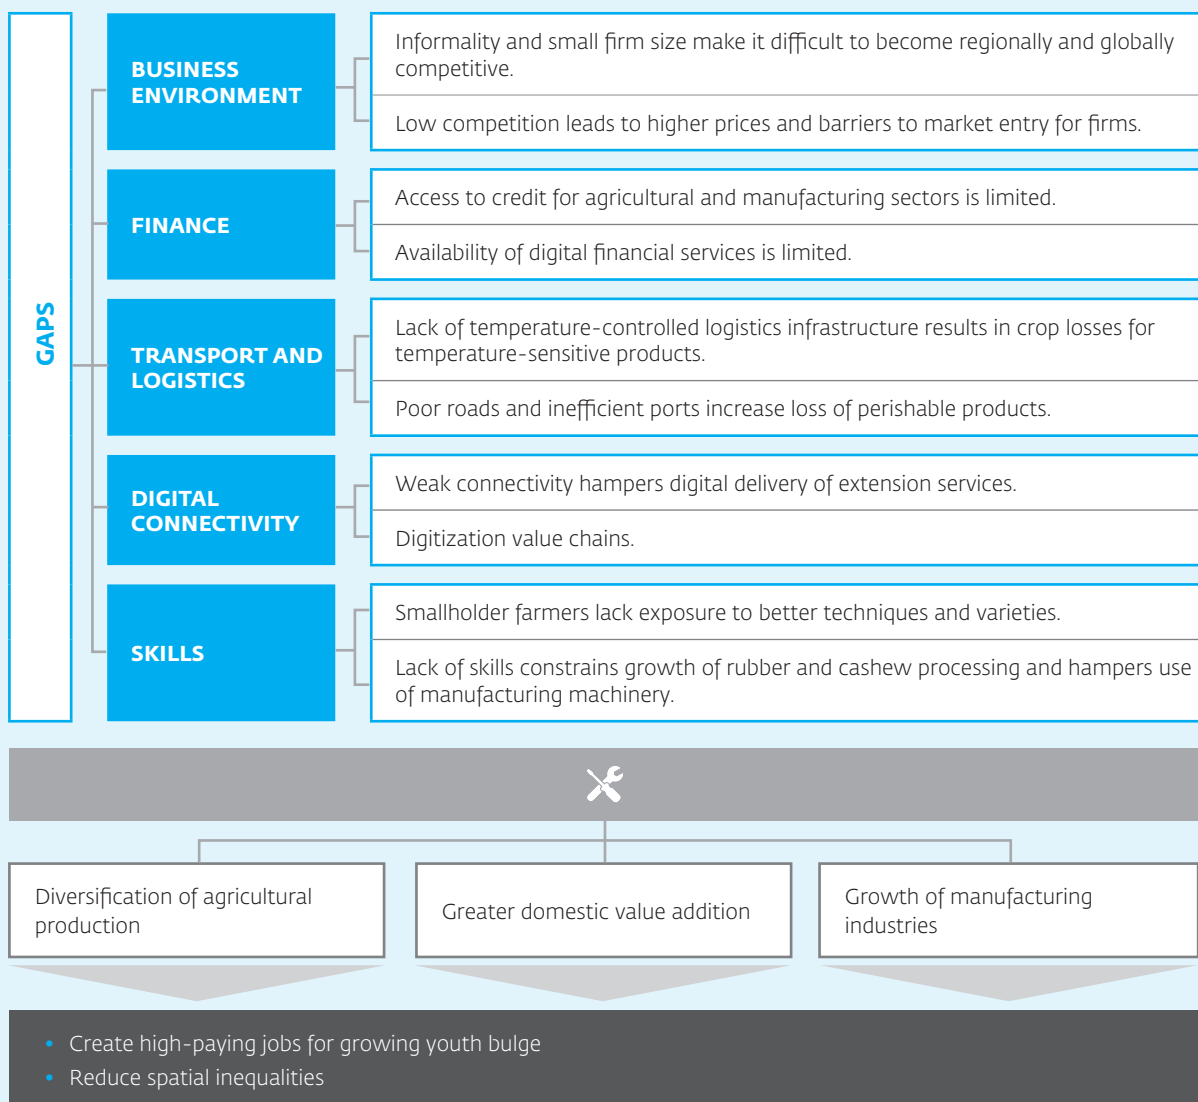 GAPS
BUSINESS
ENVIRONMENT
Informality and small firm size make it difficult to become regionally and globally
competitive.
Low competition leads to higher prices and barriers to market entry for firms.
FINANCE
Access to credit for agricultural and manufacturing sectors is limited.
Availability of digital financial services is limited.
TRANSPORT AND
LOGISTICS
Lack of temperature-controlled logistics infrastructure results in crop losses for
temperature-sensitive products.
Poor roads and inefficient ports increase loss of perishable products.
DIGITAL
CONNECTIVITY
Weak connectivity hampers digital delivery of extension services.
Digitization value chains.
SKILLS
Smallholder farmers lack exposure to better techniques and varieties.
Lack of skills constrains growth of rubber and cashew processing and hampers use
of manufacturing machinery.
Diversification of agricultural
production
Greater domestic value addition
Growth of manufacturing
industries
• Create high-paying jobs for growing youth bulge
• Reduce spatial inequalities